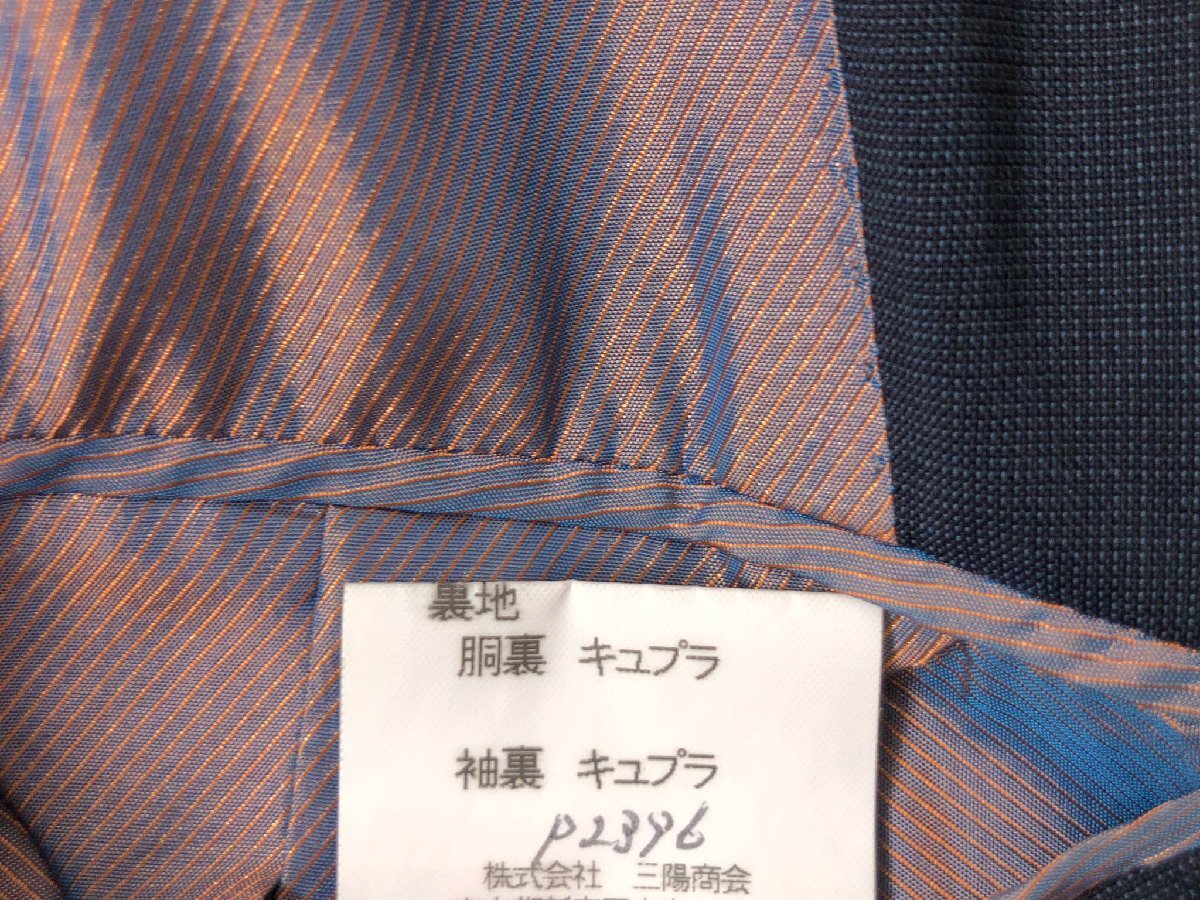 裏地
胴裏 キュプラ
袖裏 キュプラ
P2396
株式会社 三陽商会